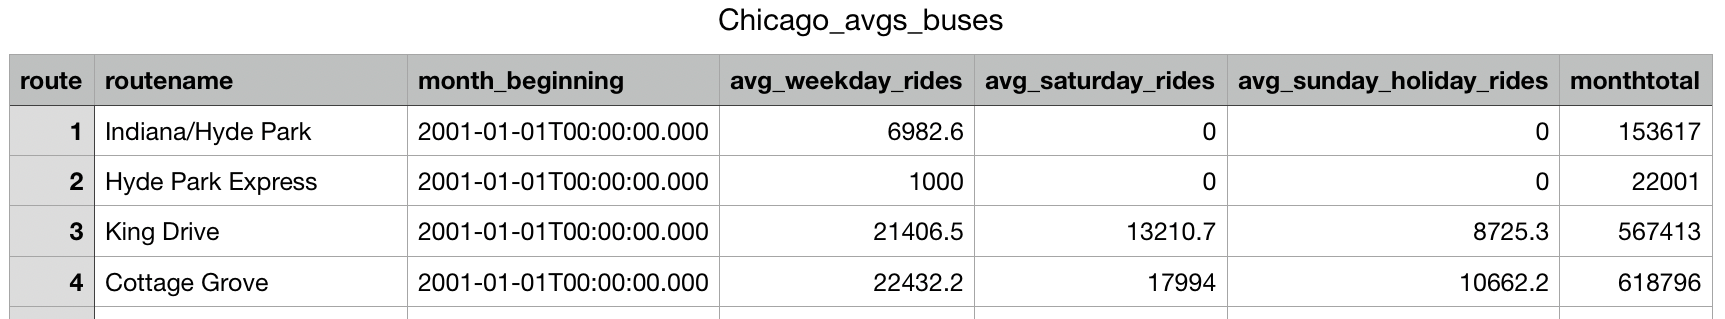 Chicago_avgs_buses
route routename month_beginning avg_weekday_rides avg_saturday_rides avg_sunday_holiday_rides monthtotal
1 Indiana/Hyde Park 2001-01-01T00:00:00.000 6982.6 0 0 153617
2 Hyde Park Express 2001-01-01T00:00:00.000 1000 0 0 22001
3 King Drive 2001-01-01T00:00:00.000 21406.5 13210.7 8725.3 567413
4 Cottage Grove 2001-01-01T00:00:00.000 22432.2 17994 10662.2 618796